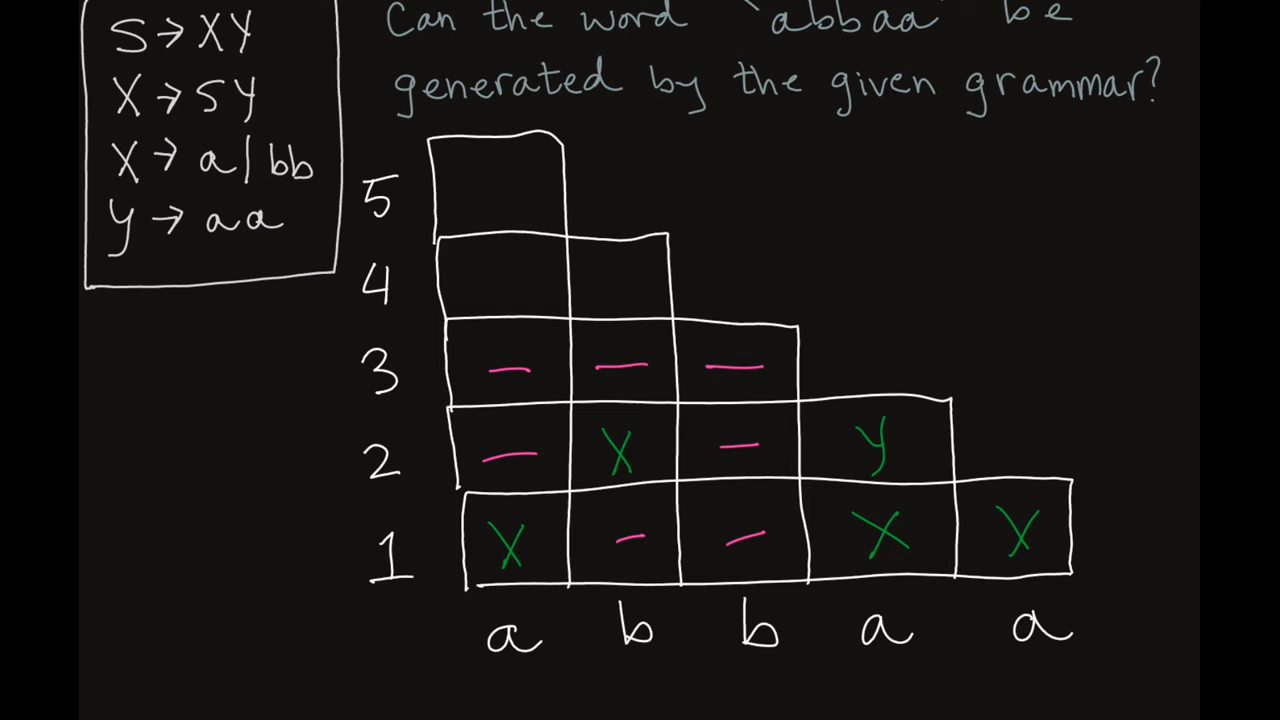 S → XY
X → SY
X → a | bb
Y → aa
Can the word `abbaa` be
generated by the given grammar?
5
4
3 – – –
2 – X – Y
1 X – – X X
a b b a a